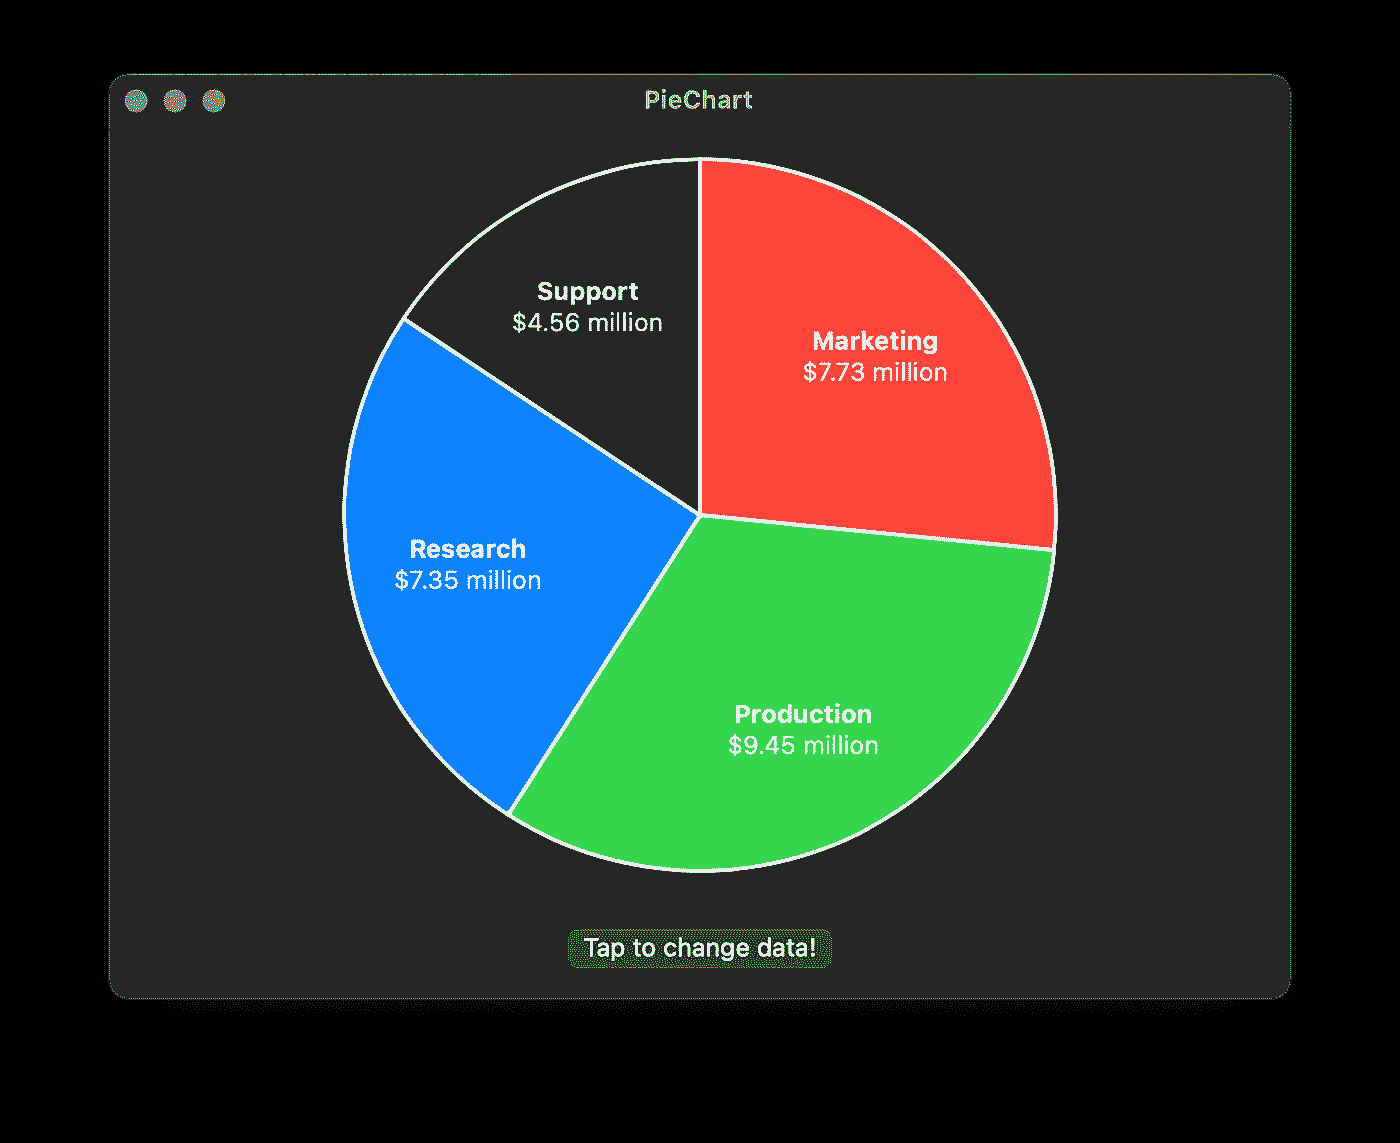 PieChart
Support
$4.56 million
Marketing
$7.73 million
Research
$7.35 million
Production
$9.45 million
Tap to change data!